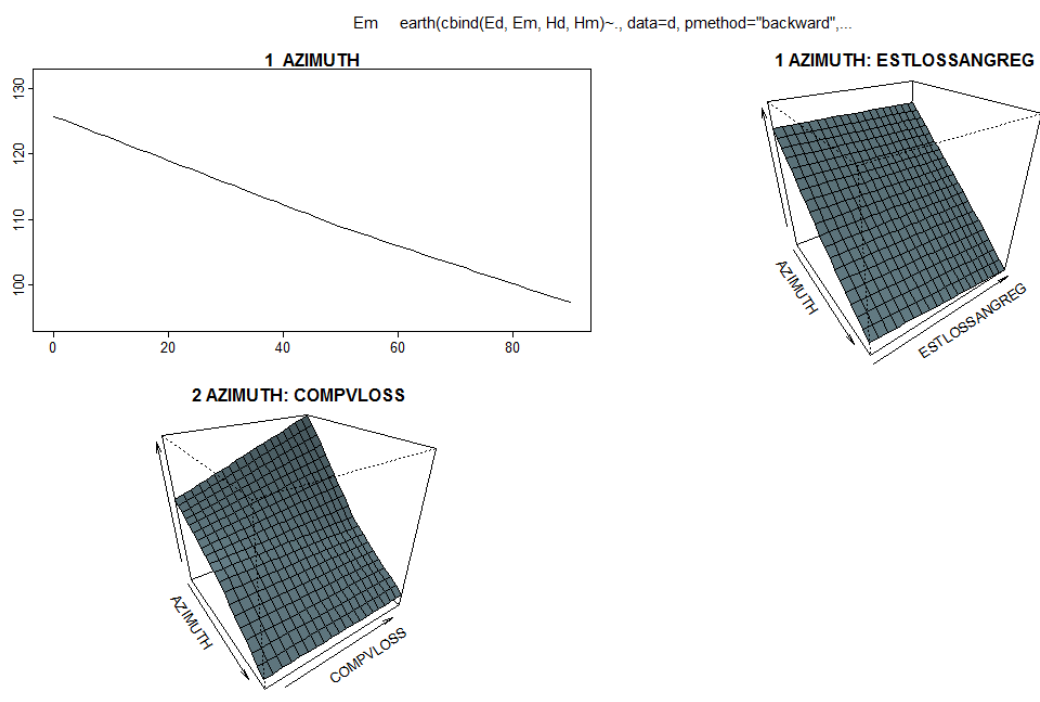 Em earth(cbind(Ed, Em, Hd, Hm)~., data=d, pmethod="backward",...
1 AZIMUTH
130
120
110
100
0 20 40 60 80
1 AZIMUTH: ESTLOSSANGREG
AZIMUTH
ESTLOSSANGREG
2 AZIMUTH: COMPVLOSS
AZIMUTH
COMPVLOSS